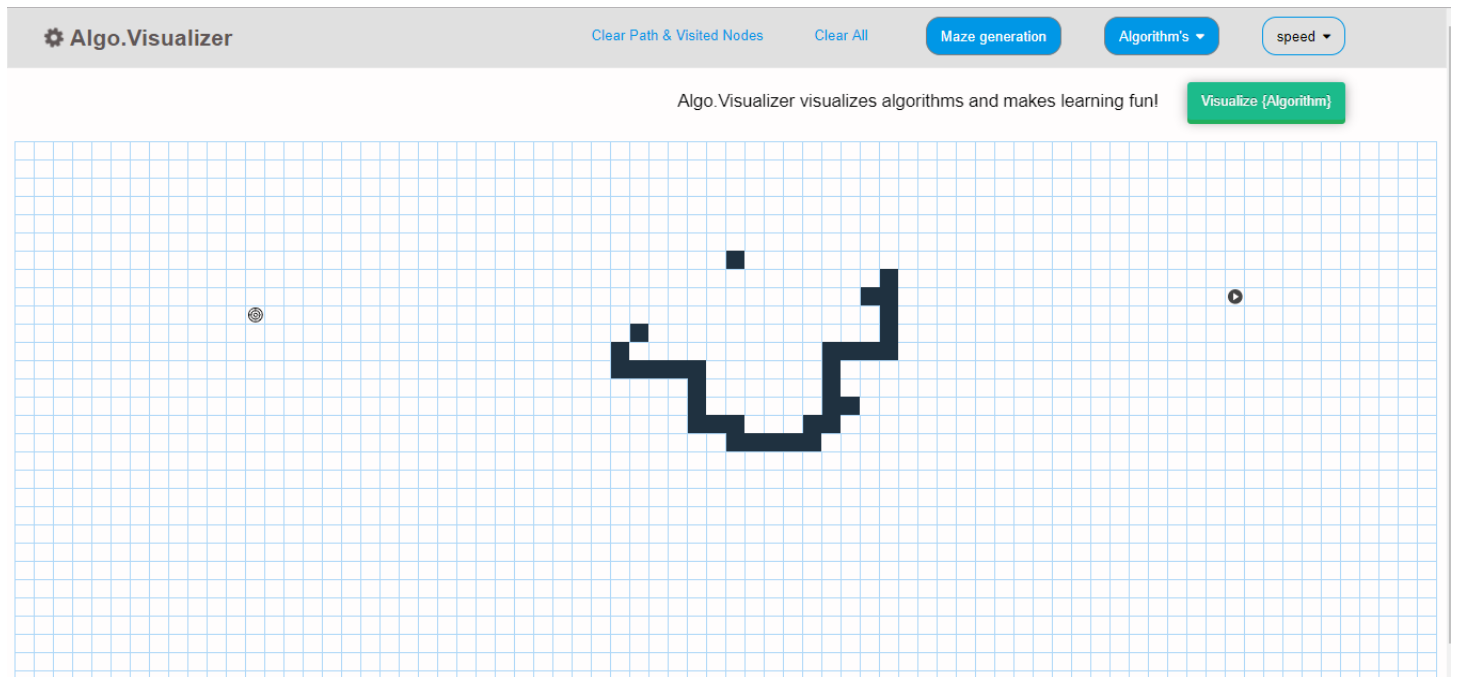 Algo.Visualizer
Clear Path & Visited Nodes
Clear All
Maze generation
Algorithm's
speed
Algo.Visualizer visualizes algorithms and makes learning fun!
Visualize {Algorithm}